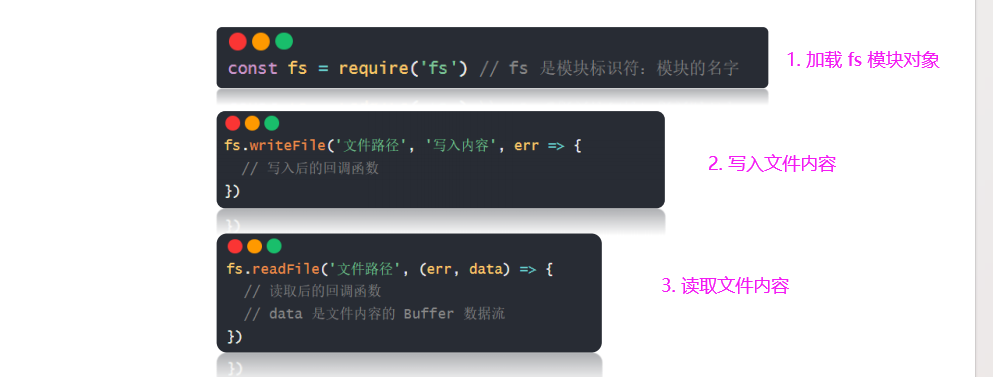 const fs = require('fs') // fs 是模块标识符：模块的名字
1. 加载 fs 模块对象
fs.writeFile('文件路径', '写入内容', err => {
// 写入后的回调函数
})
2. 写入文件内容
})
fs.readFile('文件路径', (err, data) => {
// 读取后的回调函数
// data 是文件内容的 Buffer 数据流
})
3. 读取文件内容
})